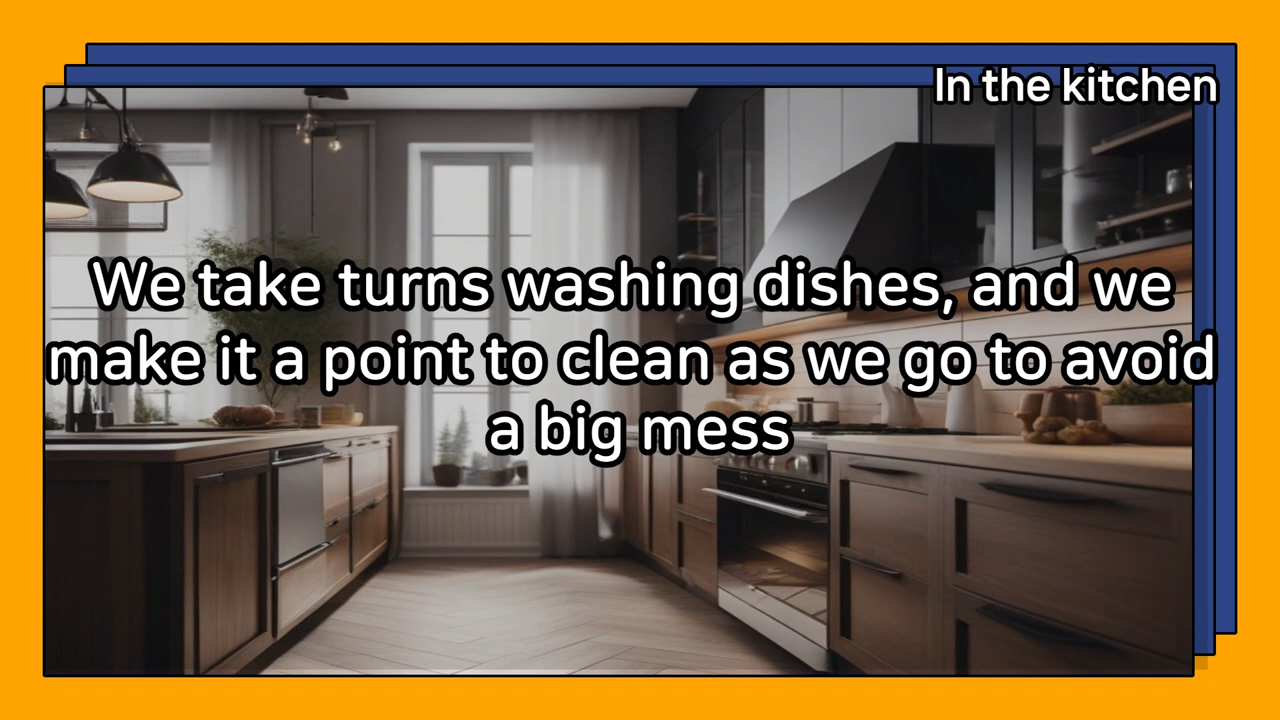 In the kitchen
We take turns washing dishes, and we
make it a point to clean as we go to avoid
a big mess